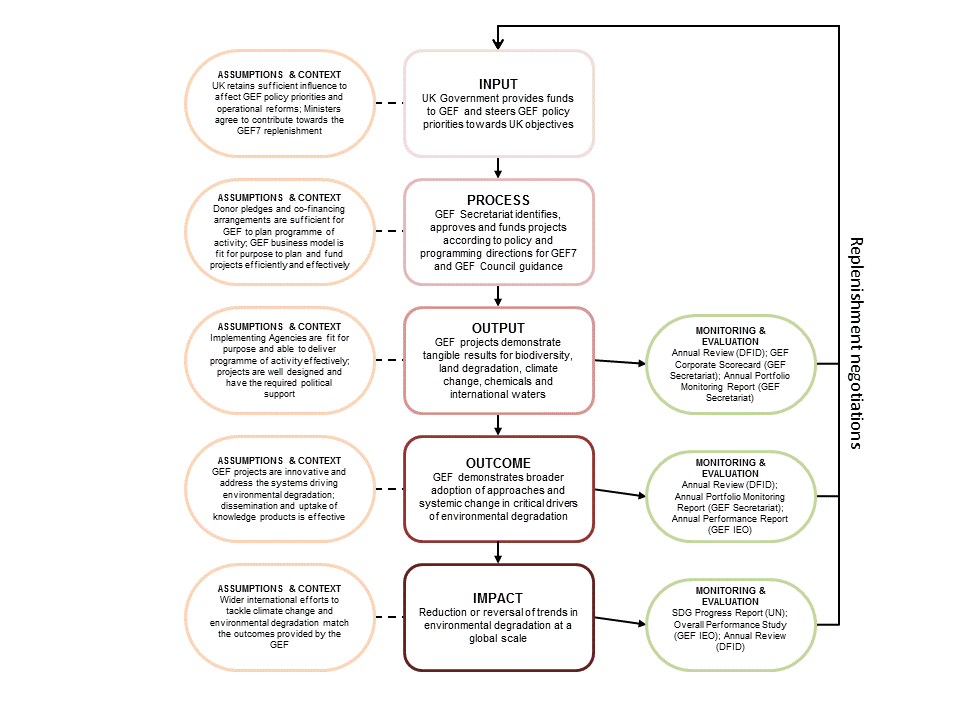 ASSUMPTIONS & CONTEXT
UK retains sufficient influence to
affect GEF policy priorities and
operational reforms; Ministers
agree to contribute towards the
GEF7 replenishment
INPUT
UK Government provides funds
to GEF and steers GEF policy
priorities towards UK objectives
ASSUMPTIONS & CONTEXT
Donor pledges and co-financing
arrangements are sufficient for
GEF to plan programme of
activity; GEF business model is
fit for purpose to plan and fund
projects efficiently and effectively
PROCESS
GEF Secretariat identifies,
approves and funds projects
according to policy and
programming directions for GEF7
and GEF Council guidance
ASSUMPTIONS & CONTEXT
Implementing Agencies are fit for
purpose and able to deliver
programme of activity effectively;
projects are well designed and
have the required political
support
OUTPUT
GEF projects demonstrate
tangible results for biodiversity,
land degradation, climate
change, chemicals and
international waters
MONITORING &
EVALUATION
Annual Review (DFID); GEF
Corporate Scorecard (GEF
Secretariat); Annual Portfolio
Monitoring Report (GEF
Secretariat)
ASSUMPTIONS & CONTEXT
GEF projects are innovative and
address the systems driving
environmental degradation;
dissemination and uptake of
knowledge products is effective
OUTCOME
GEF demonstrates broader
adoption of approaches and
systemic change in critical drivers
of environmental degradation
MONITORING &
EVALUATION
Annual Review (DFID);
Annual Portfolio Monitoring
Report (GEF Secretariat);
Annual Performance Report
(GEF IEO)
ASSUMPTIONS & CONTEXT
Wider international efforts to
tackle climate change and
environmental degradation match
the outcomes provided by the
GEF
IMPACT
Reduction or reversal of trends in
environmental degradation at a
global scale
MONITORING &
EVALUATION
SDG Progress Report (UN);
Overall Performance Study
(GEF IEO); Annual Review
(DFID)
Replenishment negotiations